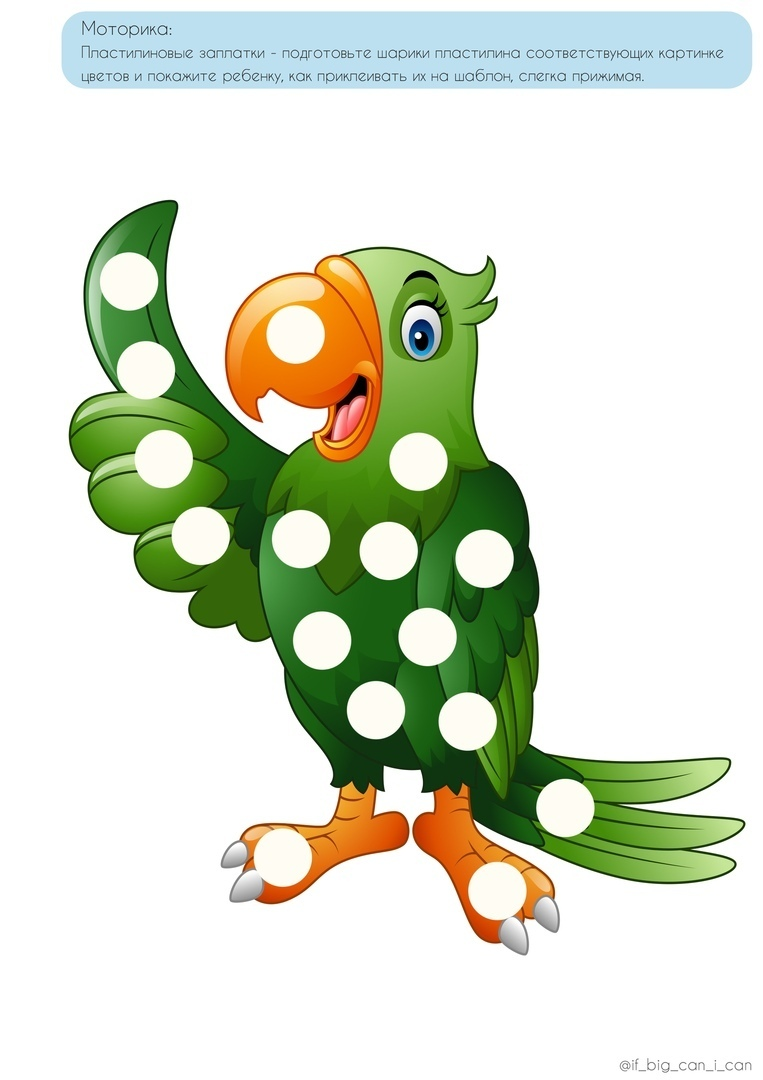 Моторика:
Пластилиновые заплатки - подготовьте шарики пластилина соответствующих картинке
цветов и покажите ребенку, как приклеивать их на шаблон, слегка прижимая.
@if_big_can_i_can